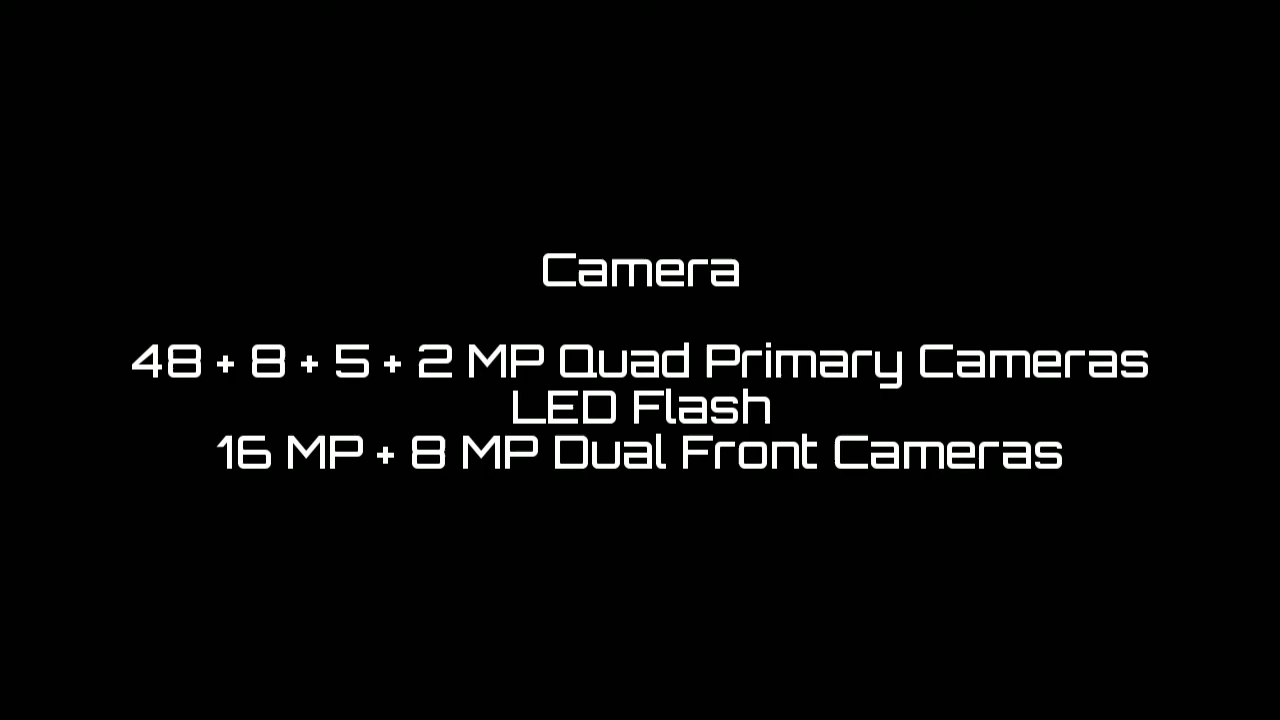 Camera
48 + 8 + 5 + 2 MP Quad Primary Cameras
LED Flash
16 MP + 8 MP Dual Front Cameras